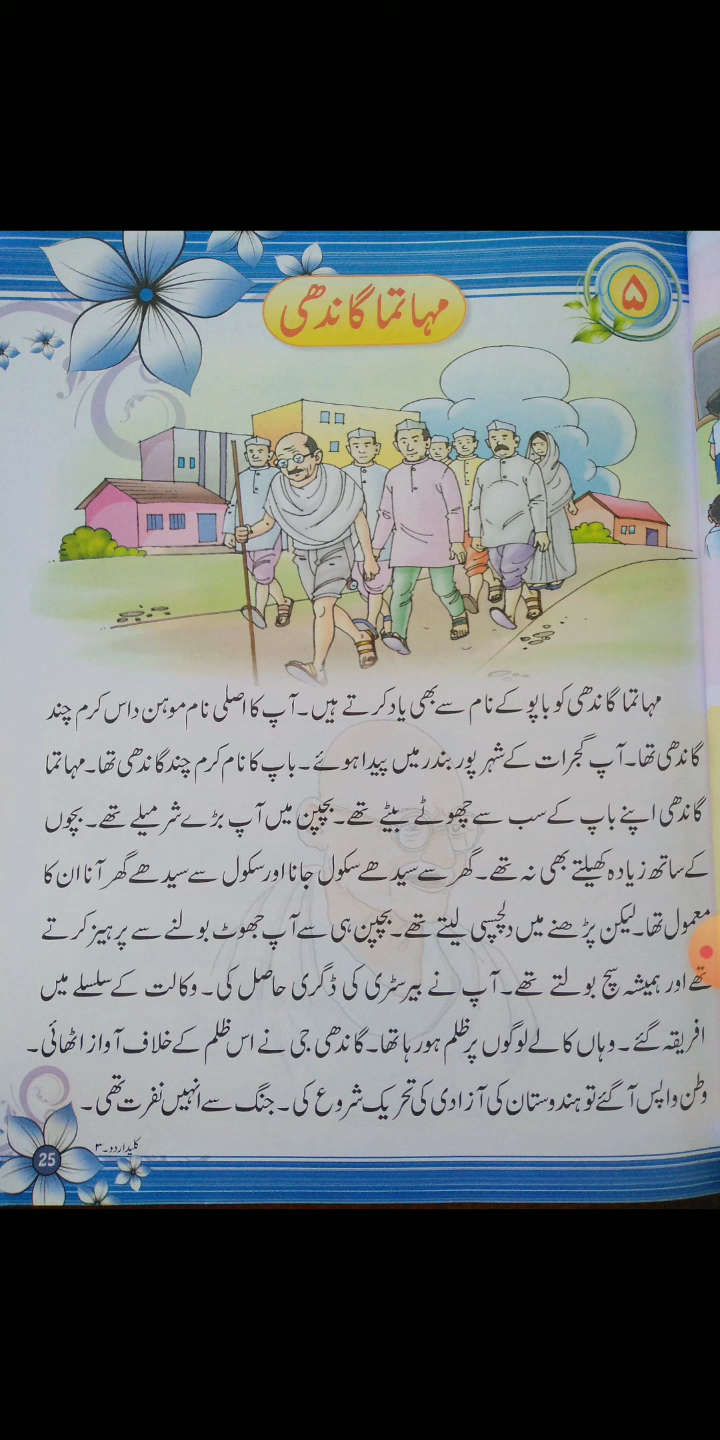 ۵
مہاتما گاندھی
مہاتما گاندھی کو باپو کے نام سے بھی یاد کرتے ہیں۔ آپ کا اصلی نام موہن داس کرم چند
گاندھی تھا۔ آپ گجرات کے شہر پور بندر میں پیدا ہوئے۔ باپ کا نام کرم چند گاندھی تھا۔ مہاتما
گاندھی اپنے باپ کے سب سے چھوٹے بیٹے تھے۔ بچپن میں آپ بڑے شرمیلے تھے۔ بچوں
کے ساتھ زیادہ کھیلتے بھی نہ تھے۔ گھر سے سیدھے سکول جانا اور سکول سے سیدھے گھر آنا ان کا
معمول تھا۔ لیکن پڑھنے میں دلچسپی لیتے تھے۔ بچپن ہی سے آپ جھوٹ بولنے سے پرہیز کرتے
تھے اور ہمیشہ سچ بولتے تھے۔ آپ نے بیرسٹری کی ڈگری حاصل کی۔ وکالت کے سلسلے میں
افریقہ گئے۔ وہاں کالے لوگوں پر ظلم ہو رہا تھا۔ گاندھی جی نے اس ظلم کے خلاف آواز اٹھائی۔
وطن واپس آ گئے تو ہندوستان کی آزادی کی تحریک شروع کی۔ جنگ سے انہیں نفرت تھی۔
کلید اردو۔۳
25